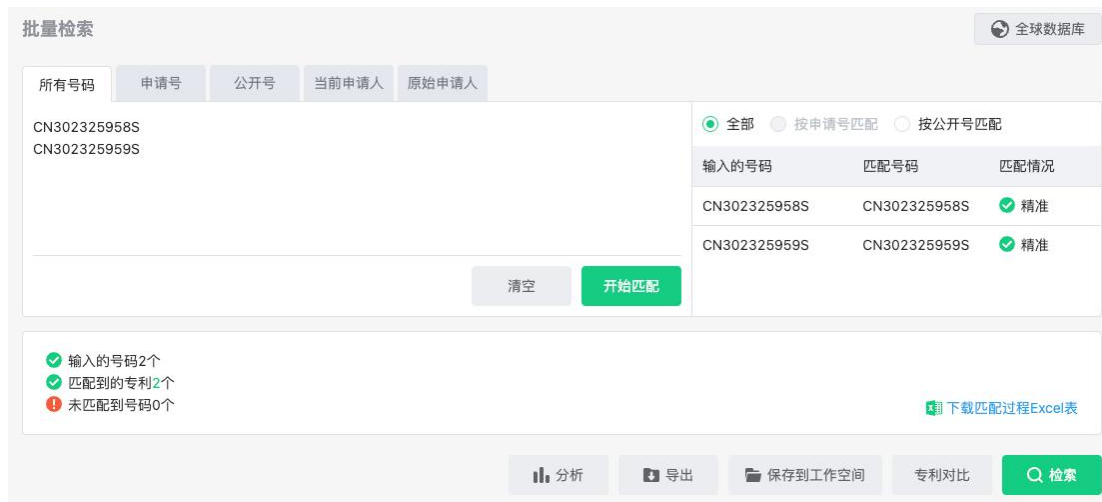 批量检索
全球数据库
所有号码 申请号 公开号 当前申请人 原始申请人
CN302325958S
CN302325959S
清空 开始匹配
全部 按申请号匹配 按公开号匹配
输入的号码 匹配号码 匹配情况
CN302325958S CN302325958S 精准
CN302325959S CN302325959S 精准
输入的号码2个
匹配到的专利2个
未匹配到号码0个
下载匹配过程Excel表
分析 导出 保存到工作空间 专利对比 检索